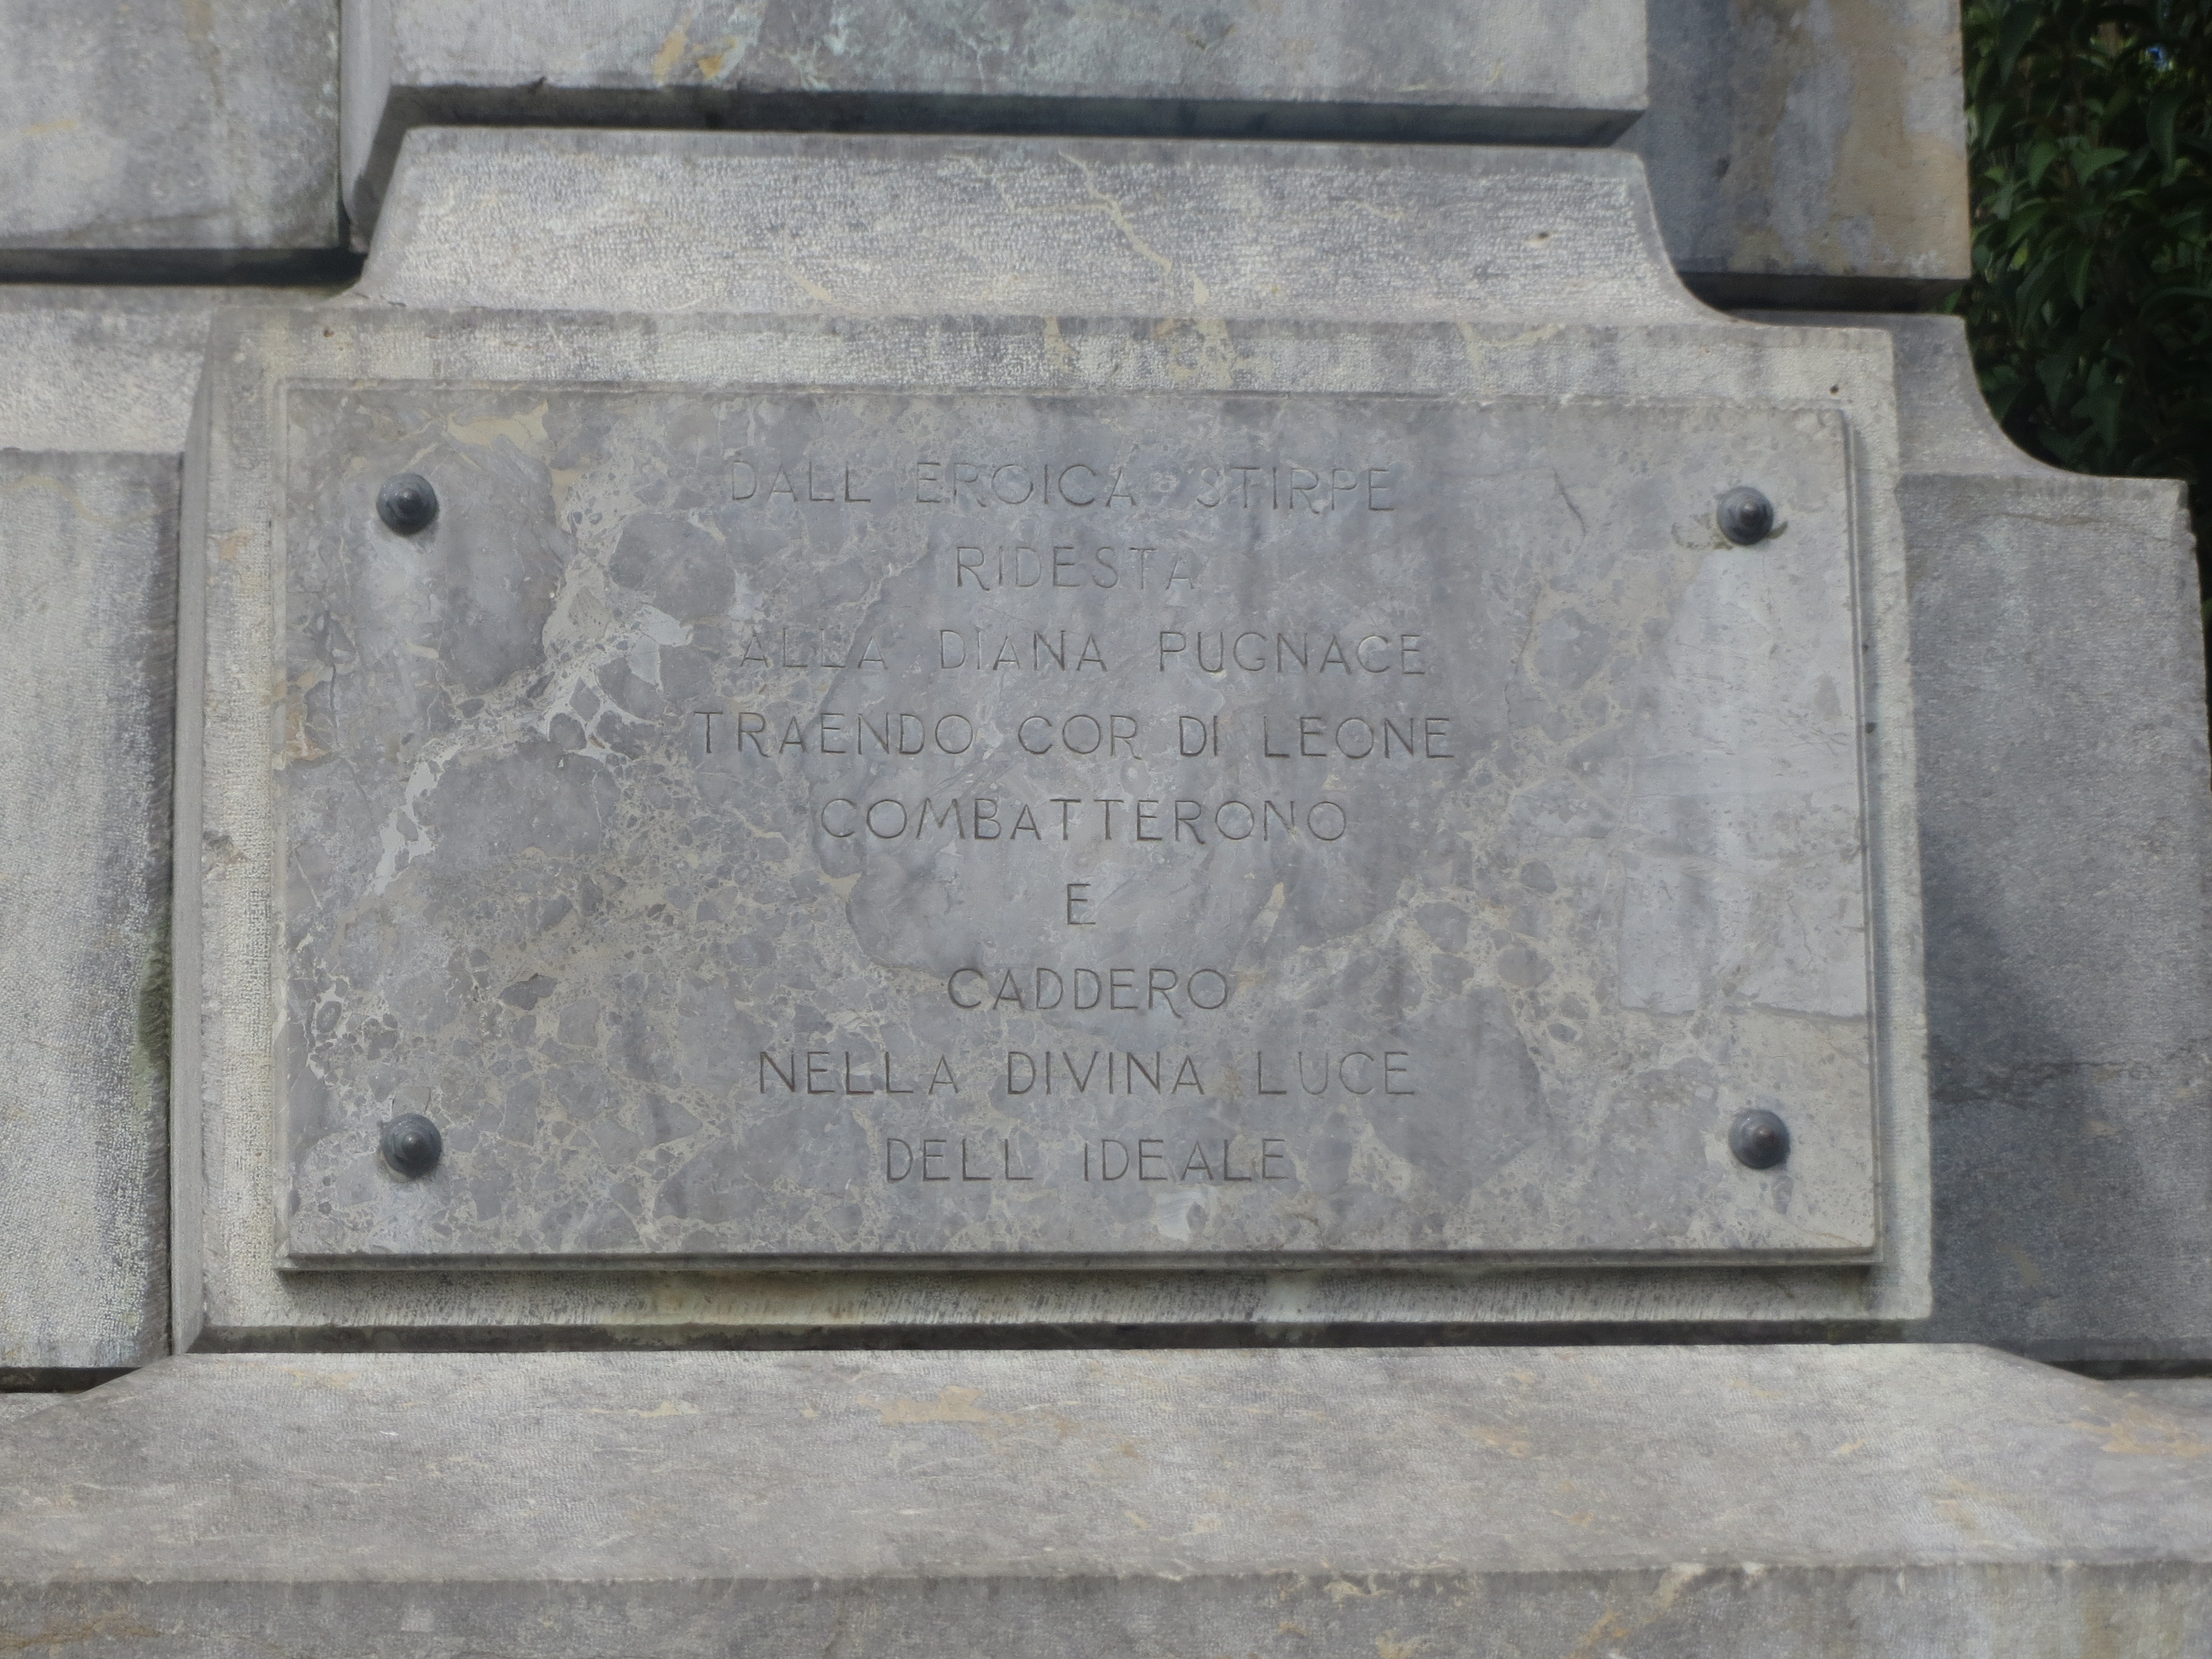 DALL EROICA STIRPE
RIDESTA
ALLA DIANA PUGNACE
TRAENDO COR DI LEONE
COMBATTERONO
E
CADDERO
NELLA DIVINA LUCE
DELL IDEALE